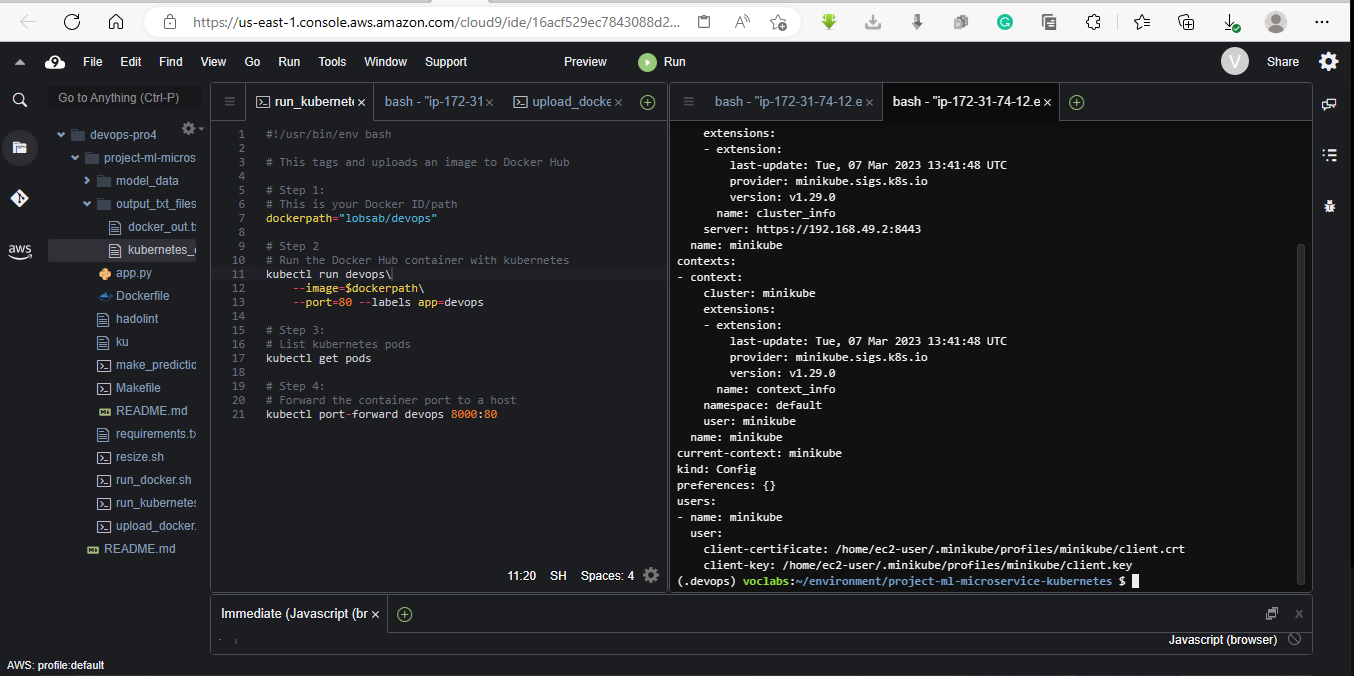 https://us-east-1.console.aws.amazon.com/cloud9/ide/16acf529ec7843088d2...
9 File Edit Find View Go Run Tools Window Support Preview Run V Share
Go to Anything (Ctrl-P)
devops-pro4
project-ml-micros
model_data
output_txt_files
docker_out.t
kubernetes_
app.py
Dockerfile
hadolint
ku
make_predictio
Makefile
README.md
requirements.tx
resize.sh
run_docker.sh
run_kubernetes
upload_docker.
README.md
aws
run_kubernete × bash - "ip-172-31 × upload_docke ×
1 #!/usr/bin/env bash
2
3 # This tags and uploads an image to Docker Hub
4
5 # Step 1:
6 # This is your Docker ID/path
7 dockerpath="lobsab/devops"
8
9 # Step 2
10 # Run the Docker Hub container with kubernetes
11 kubectl run devops\
12     --image=$dockerpath\
13     --port=80 --labels app=devops
14
15 # Step 3:
16 # List kubernetes pods
17 kubectl get pods
18
19 # Step 4:
20 # Forward the container port to a host
21 kubectl port-forward devops 8000:80
11:20 SH Spaces: 4
bash - "ip-172-31-74-12.e × bash - "ip-172-31-74-12.e ×
    extensions:
    - extension:
        last-update: Tue, 07 Mar 2023 13:41:48 UTC
        provider: minikube.sigs.k8s.io
        version: v1.29.0
      name: cluster_info
    server: https://192.168.49.2:8443
  name: minikube
contexts:
- context:
    cluster: minikube
    extensions:
    - extension:
        last-update: Tue, 07 Mar 2023 13:41:48 UTC
        provider: minikube.sigs.k8s.io
        version: v1.29.0
      name: context_info
    namespace: default
    user: minikube
  name: minikube
current-context: minikube
kind: Config
preferences: {}
users:
- name: minikube
  user:
    client-certificate: /home/ec2-user/.minikube/profiles/minikube/client.crt
    client-key: /home/ec2-user/.minikube/profiles/minikube/client.key
(.devops) voclabs:~/environment/project-ml-microservice-kubernetes $
Immediate (Javascript (br ×
Javascript (browser)
AWS: profile:default